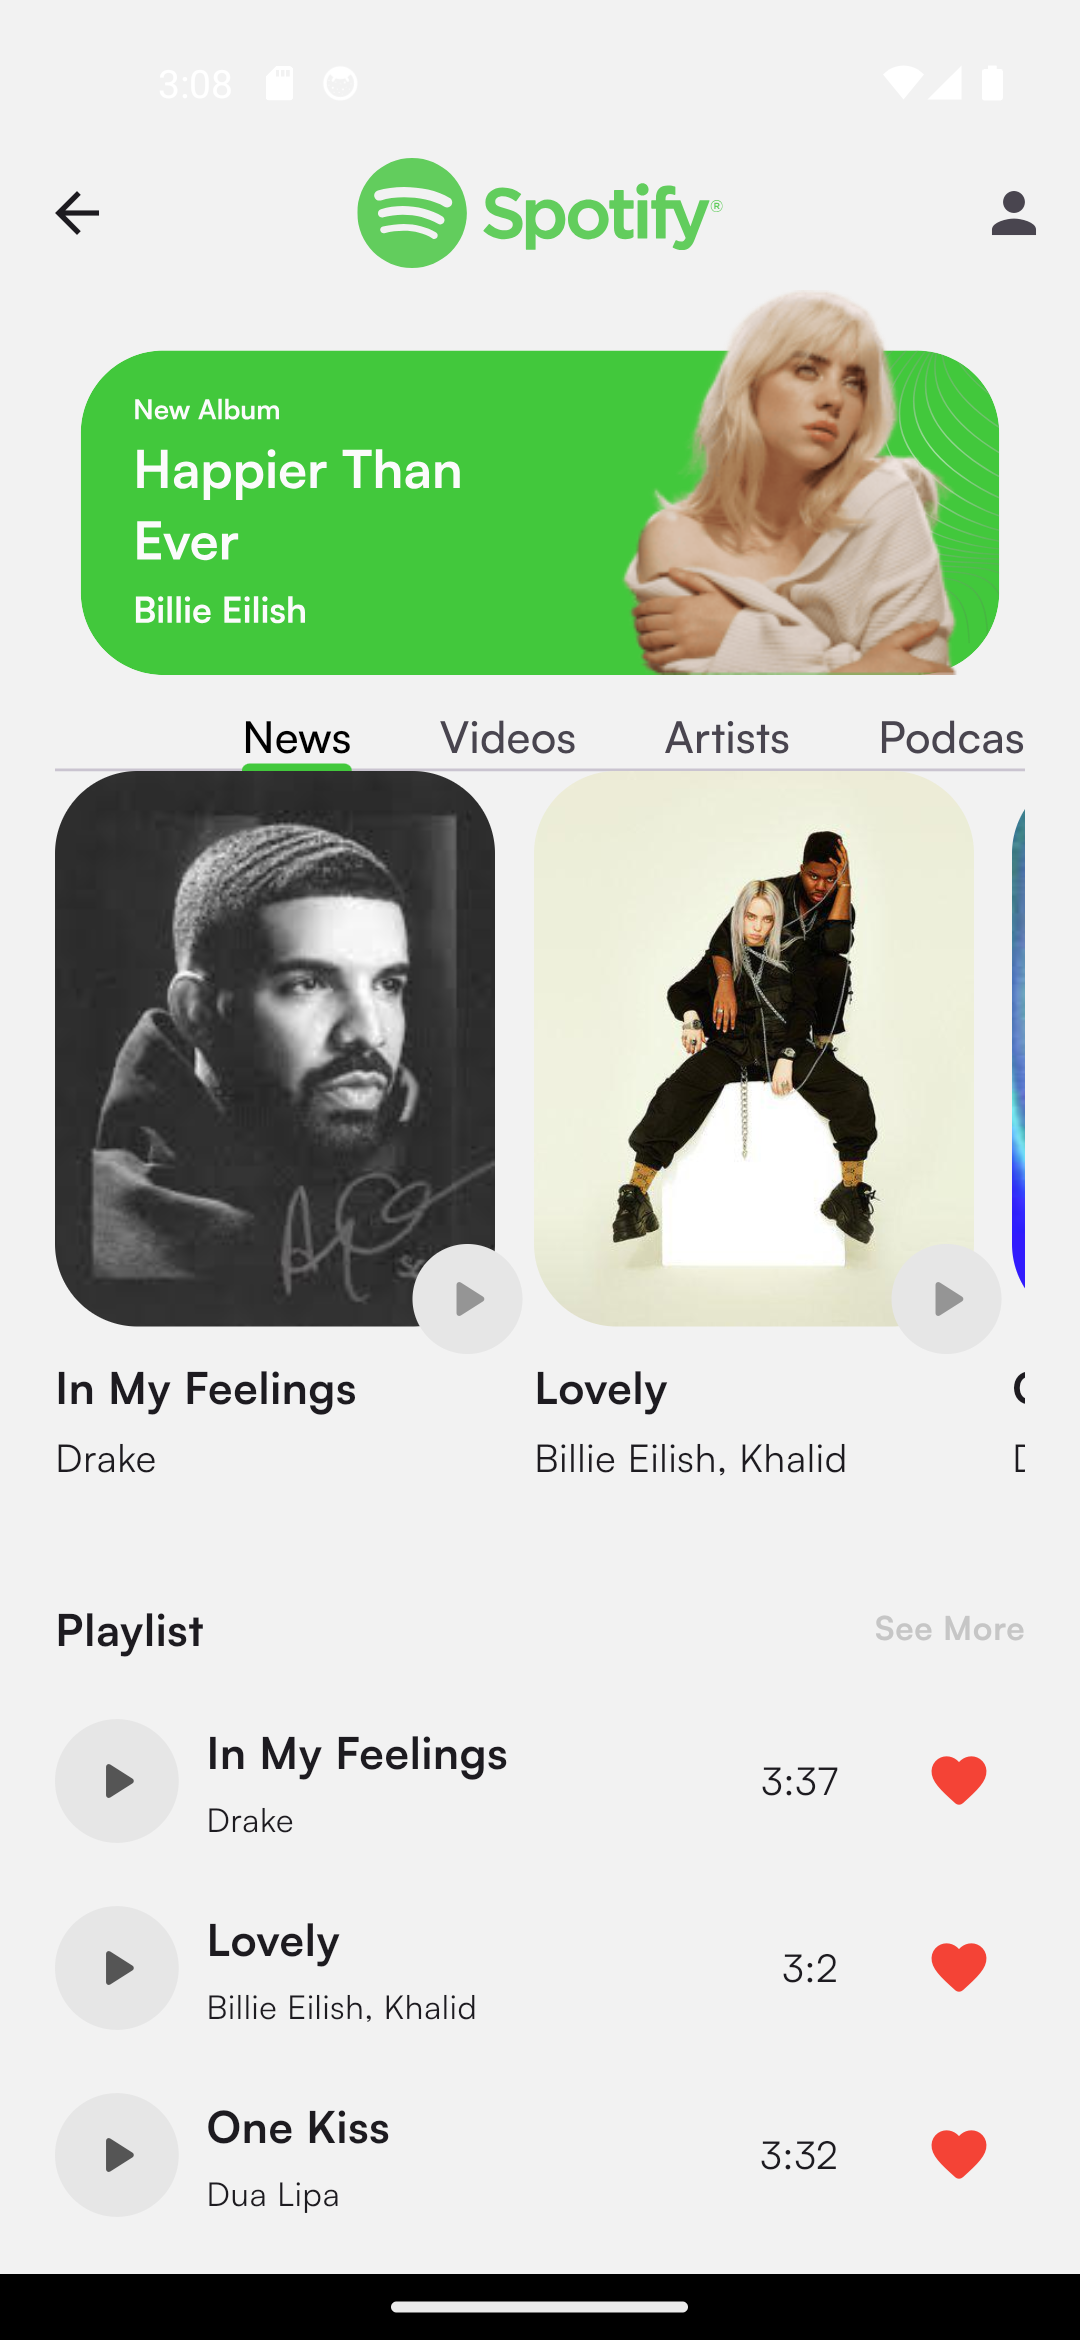 3:08
Spotify®
New Album
Happier Than
Ever
Billie Eilish
News Videos Artists Podcas
In My Feelings Lovely
Drake Billie Eilish, Khalid
Playlist See More
In My Feelings
3:37
Drake
Lovely
3:2
Billie Eilish, Khalid
One Kiss
3:32
Dua Lipa